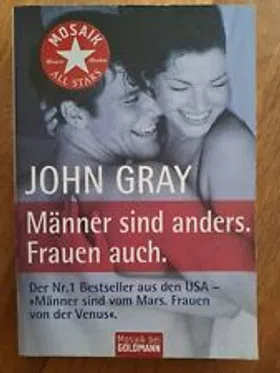 MOSAIK
ALL STARS
JOHN GRAY
Männer sind anders.
Frauen auch.
Der Nr.1 Bestseller aus den USA –
»Männer sind vom Mars. Frauen
von der Venus«.
Mosaik bei
GOLDMANN